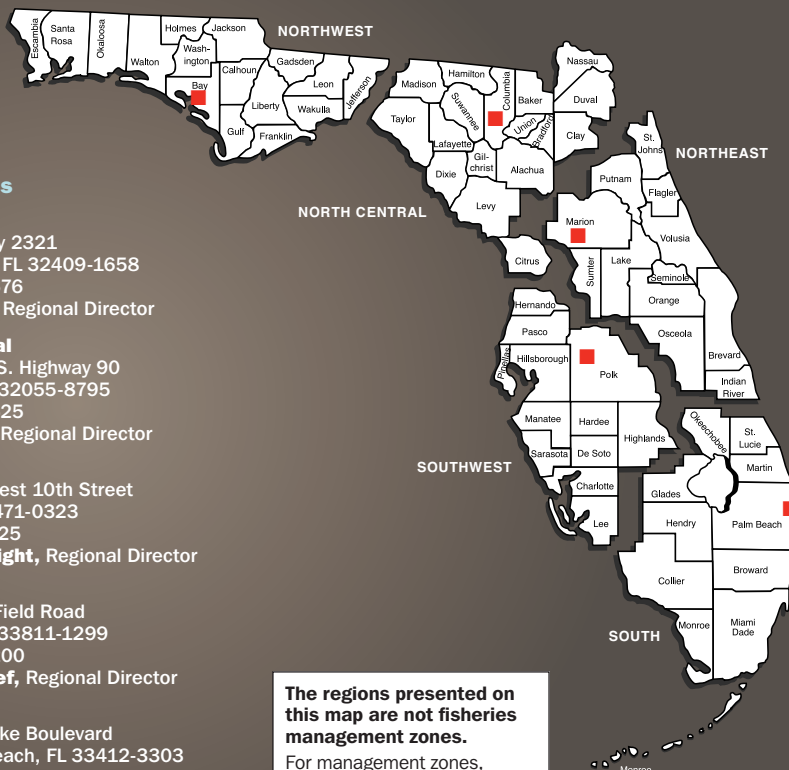 s
y 2321
FL 32409-1658
76
Regional Director
al
S. Highway 90
32055-8795
25
Regional Director
est 10th Street
471-0323
25
ight, Regional Director
Field Road
33811-1299
00
ef, Regional Director
ke Boulevard
each, FL 33412-3303
NORTHWEST
Escambia
Santa
Rosa
Okaloosa
Walton
Holmes
Jackson
Wash-
ington
Bay
Calhoun
Gulf
Liberty
Franklin
Gadsden
Leon
Wakulla
Jefferson
NORTH CENTRAL
Madison
Hamilton
Taylor
Suwannee
Columbia
Lafayette
Baker
Union
Bradford
Gil-
christ
Alachua
Dixie
Levy
Citrus
NORTHEAST
Nassau
Duval
Clay
St.
Johns
Putnam
Flagler
Marion
Volusia
Sumter
Lake
Seminole
Orange
Osceola
Brevard
Indian
River
SOUTHWEST
Hernando
Pasco
Pinellas
Hillsborough
Polk
Manatee
Hardee
Highlands
Sarasota
De Soto
Charlotte
Lee
SOUTH
Okeechobee
St.
Lucie
Martin
Glades
Hendry
Palm Beach
Broward
Collier
Monroe
Miami
Dade
Monroe
The regions presented on
this map are not fisheries
management zones.
For management zones,